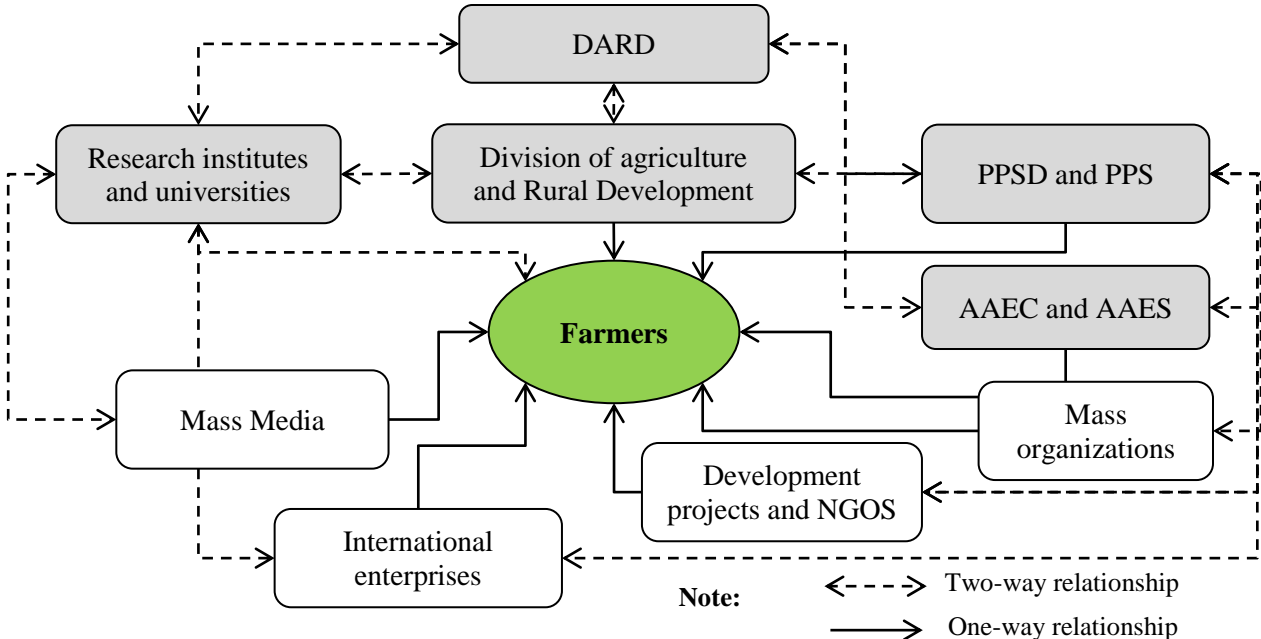 DARD
Research institutes
and universities
Division of agriculture
and Rural Development
PPSD and PPS
AAEC and AAES
Farmers
Mass Media
Mass
organizations
Development
projects and NGOS
International
enterprises
Note:
Two-way relationship
One-way relationship